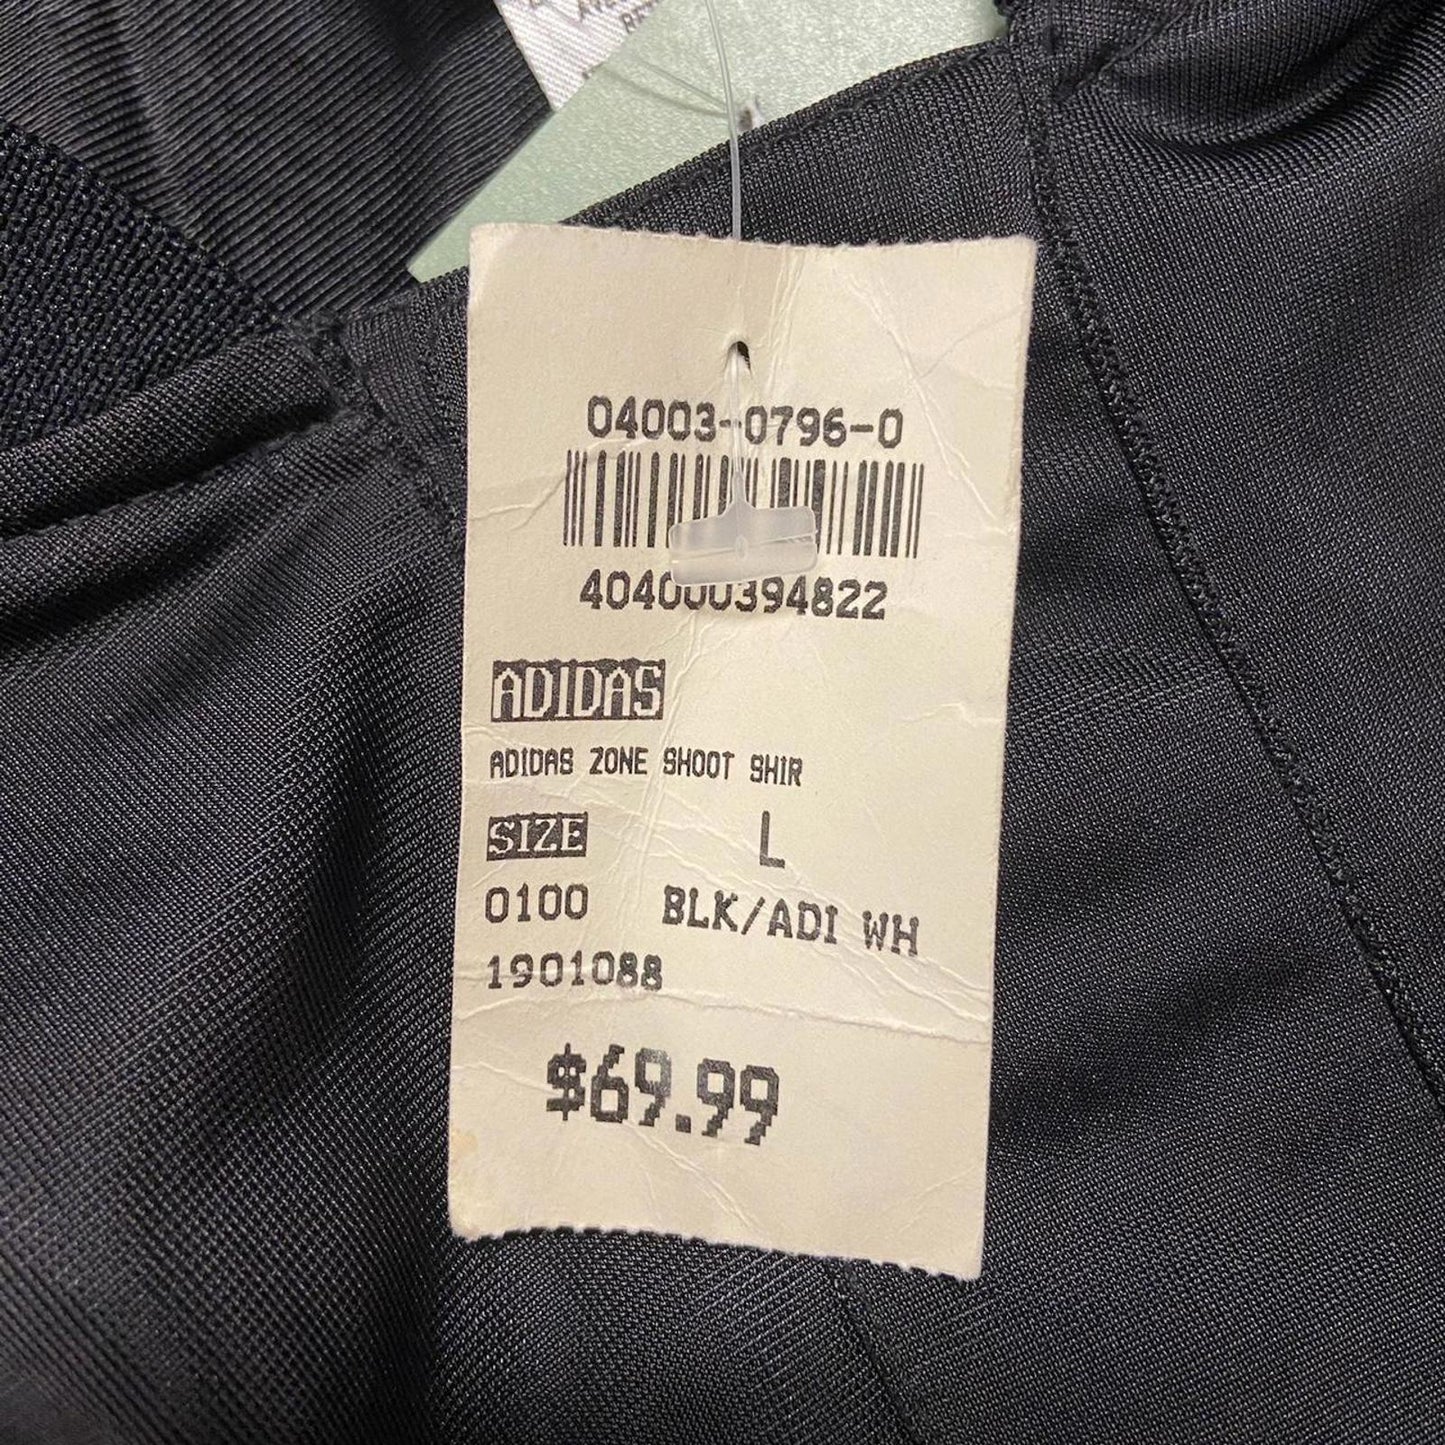 04003-0796-0
404000394822
ADIDAS
ADIDAS ZONE SHOOT SHIR
SIZE L
0100 BLK/ADI WH
1901088
$69.99